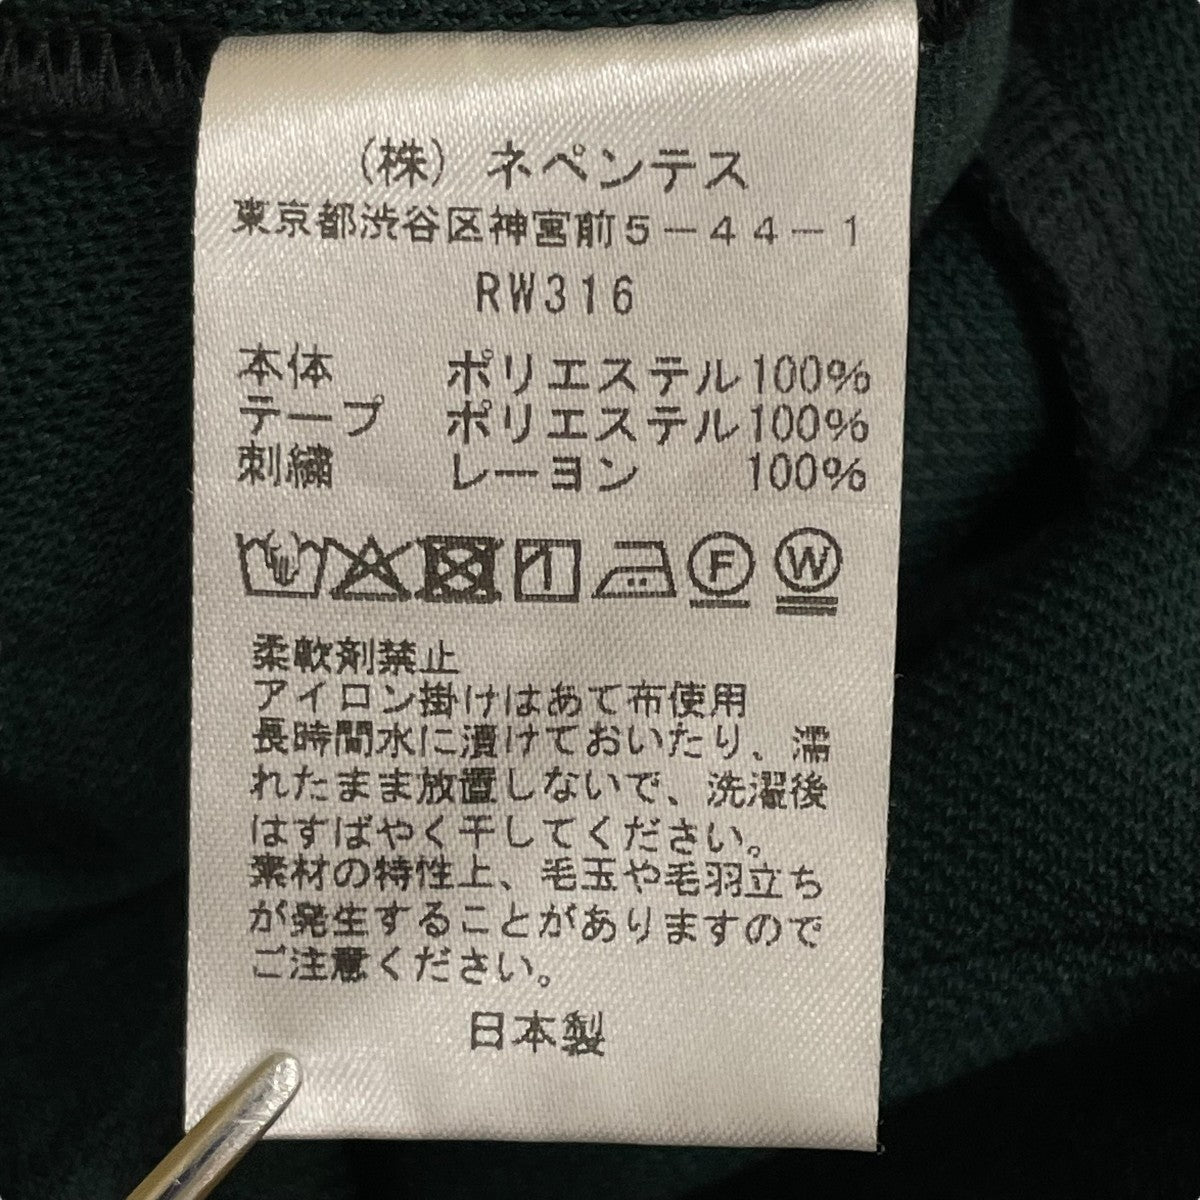 (株) ネペンテス
東京都渋谷区神宮前5-44-1
RW316
本体 ポリエステル100%
テープ ポリエステル100%
刺繍 レーヨン 100%
F W
柔軟剤禁止
アイロン掛けはあて布使用
長時間水に漬けておいたり、濡
れたまま放置しないで、洗濯後
はすばやく干してください。
素材の特性上、毛玉や毛羽立ち
が発生することがありますので
ご注意ください。
日本製